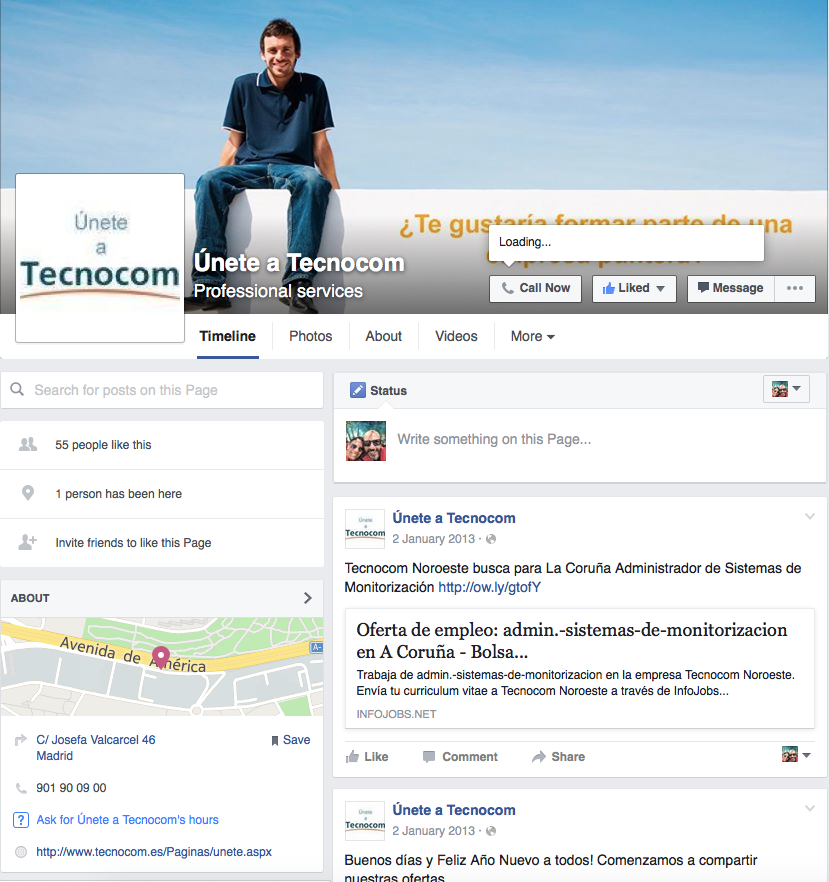 ¿Te gustaría formar parte de una
Loading...
Únete
a
Tecnocom
Únete a Tecnocom
Professional services
Call Now
Liked
Message
Timeline
Photos
About
Videos
More
Search for posts on this Page
55 people like this
1 person has been here
Invite friends to like this Page
ABOUT
Avenida de América
A-
C/ Josefa Valcarcel 46
Madrid
Save
901 90 09 00
Ask for Únete a Tecnocom's hours
http://www.tecnocom.es/Paginas/unete.aspx
Status
Write something on this Page...
Únete
a
Tecnocom
Únete a Tecnocom
2 January 2013
Tecnocom Noroeste busca para La Coruña Administrador de Sistemas de
Monitorización http://ow.ly/gtofY
Oferta de empleo: admin.-sistemas-de-monitorizacion
en A Coruña - Bolsa...
Trabaja de admin.-sistemas-de-monitorizacion en la empresa Tecnocom Noroeste.
Envía tu curriculum vitae a Tecnocom Noroeste a través de InfoJobs...
INFOJOBS.NET
Like
Comment
Share
Únete
a
Tecnocom
Únete a Tecnocom
2 January 2013
Buenos días y Feliz Año Nuevo a todos! Comenzamos a compartir
nuestras ofertas